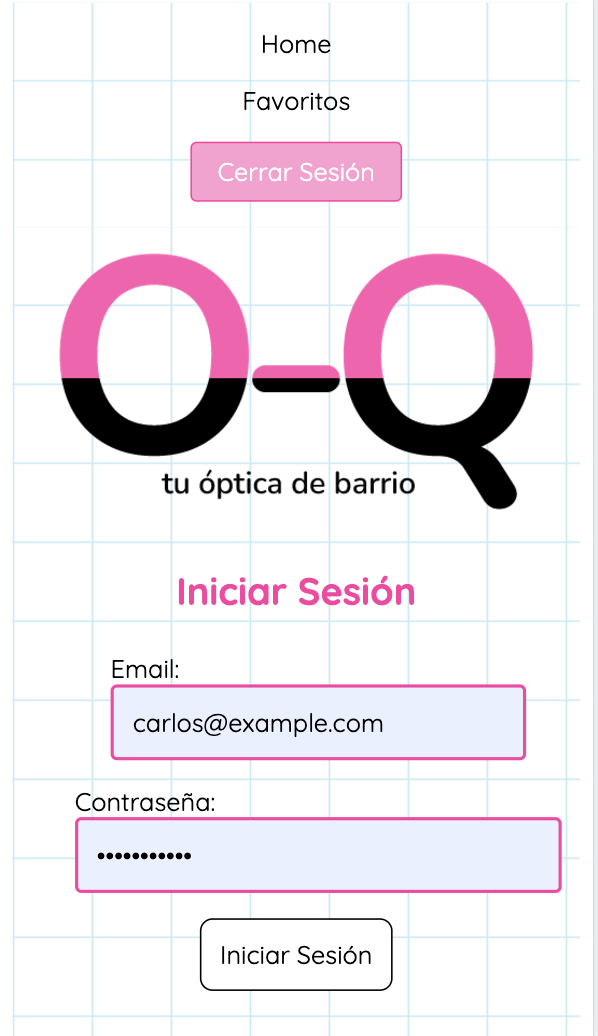 Home
Favoritos
Cerrar Sesión
O-Q
tu óptica de barrio
Iniciar Sesión
Email:
carlos@example.com
Contraseña:
•••••••••••
Iniciar Sesión